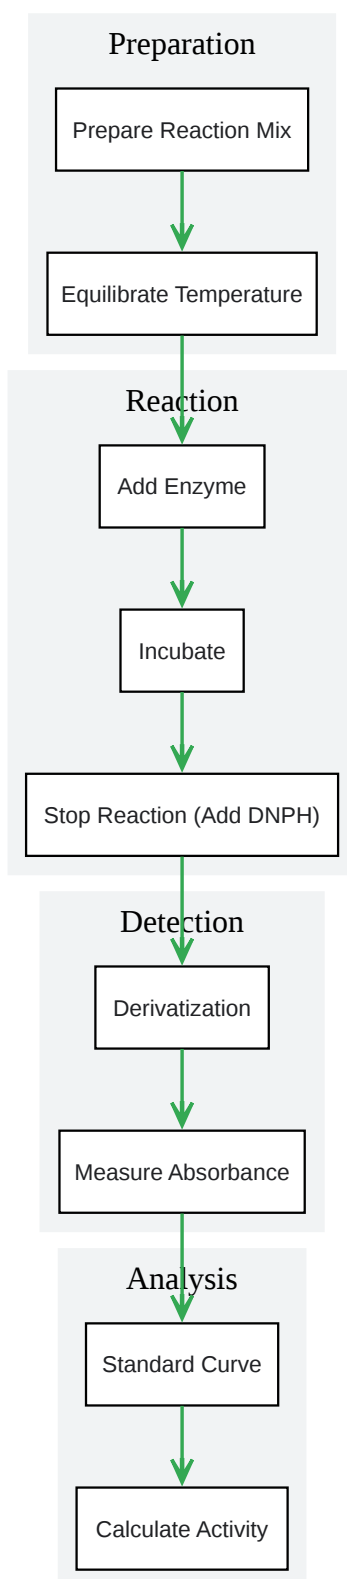 Preparation
Prepare Reaction Mix
Equilibrate Temperature
Reaction
Add Enzyme
Incubate
Stop Reaction (Add DNPH)
Detection
Derivatization
Measure Absorbance
Analysis
Standard Curve
Calculate Activity